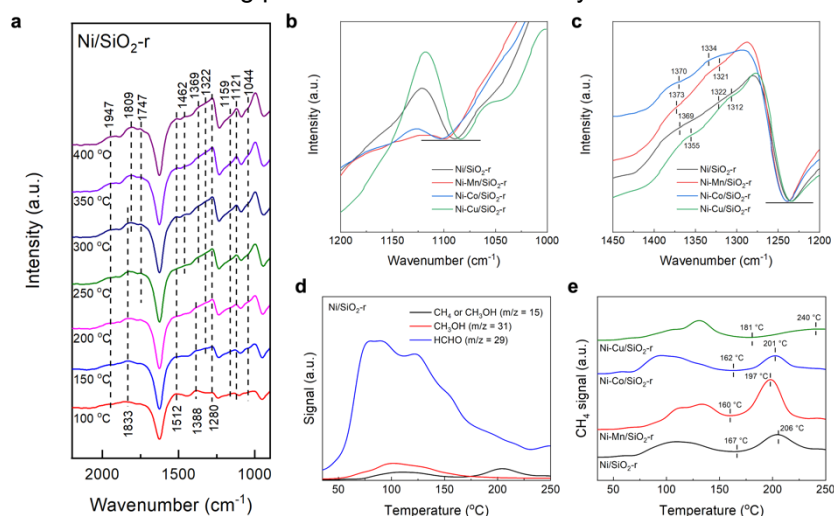 a
Ni/SiO₂-r
1947
1809
1747
1462
1369
1322
1159
1121
1044
400 °C
350 °C
300 °C
250 °C
200 °C
150 °C
100 °C
1833
1512
1388
1280
2000
1500
1000
Wavenumber (cm⁻¹)
Intensity (a.u.)
b
Intensity (a.u.)
Ni/SiO₂-r
Ni-Mn/SiO₂-r
Ni-Co/SiO₂-r
Ni-Cu/SiO₂-r
1200
1150
1100
1050
1000
Wavenumber (cm⁻¹)
c
Intensity (a.u.)
1370
1334
1373
1321
1369
1322
1312
1355
Ni/SiO₂-r
Ni-Mn/SiO₂-r
Ni-Co/SiO₂-r
Ni-Cu/SiO₂-r
1450
1400
1350
1300
1250
1200
Wavenumber (cm⁻¹)
d
Ni/SiO₂-r
CH₄ or CH₃OH (m/z = 15)
CH₃OH (m/z = 31)
HCHO (m/z = 29)
Signal (a.u.)
50
100
150
200
250
Temperature (°C)
e
CH₄ signal (a.u.)
240 °C
181 °C
Ni-Cu/SiO₂-r
201 °C
162 °C
Ni-Co/SiO₂-r
197 °C
160 °C
Ni-Mn/SiO₂-r
206 °C
167 °C
Ni/SiO₂-r
50
100
150
200
250
Temperature (°C)